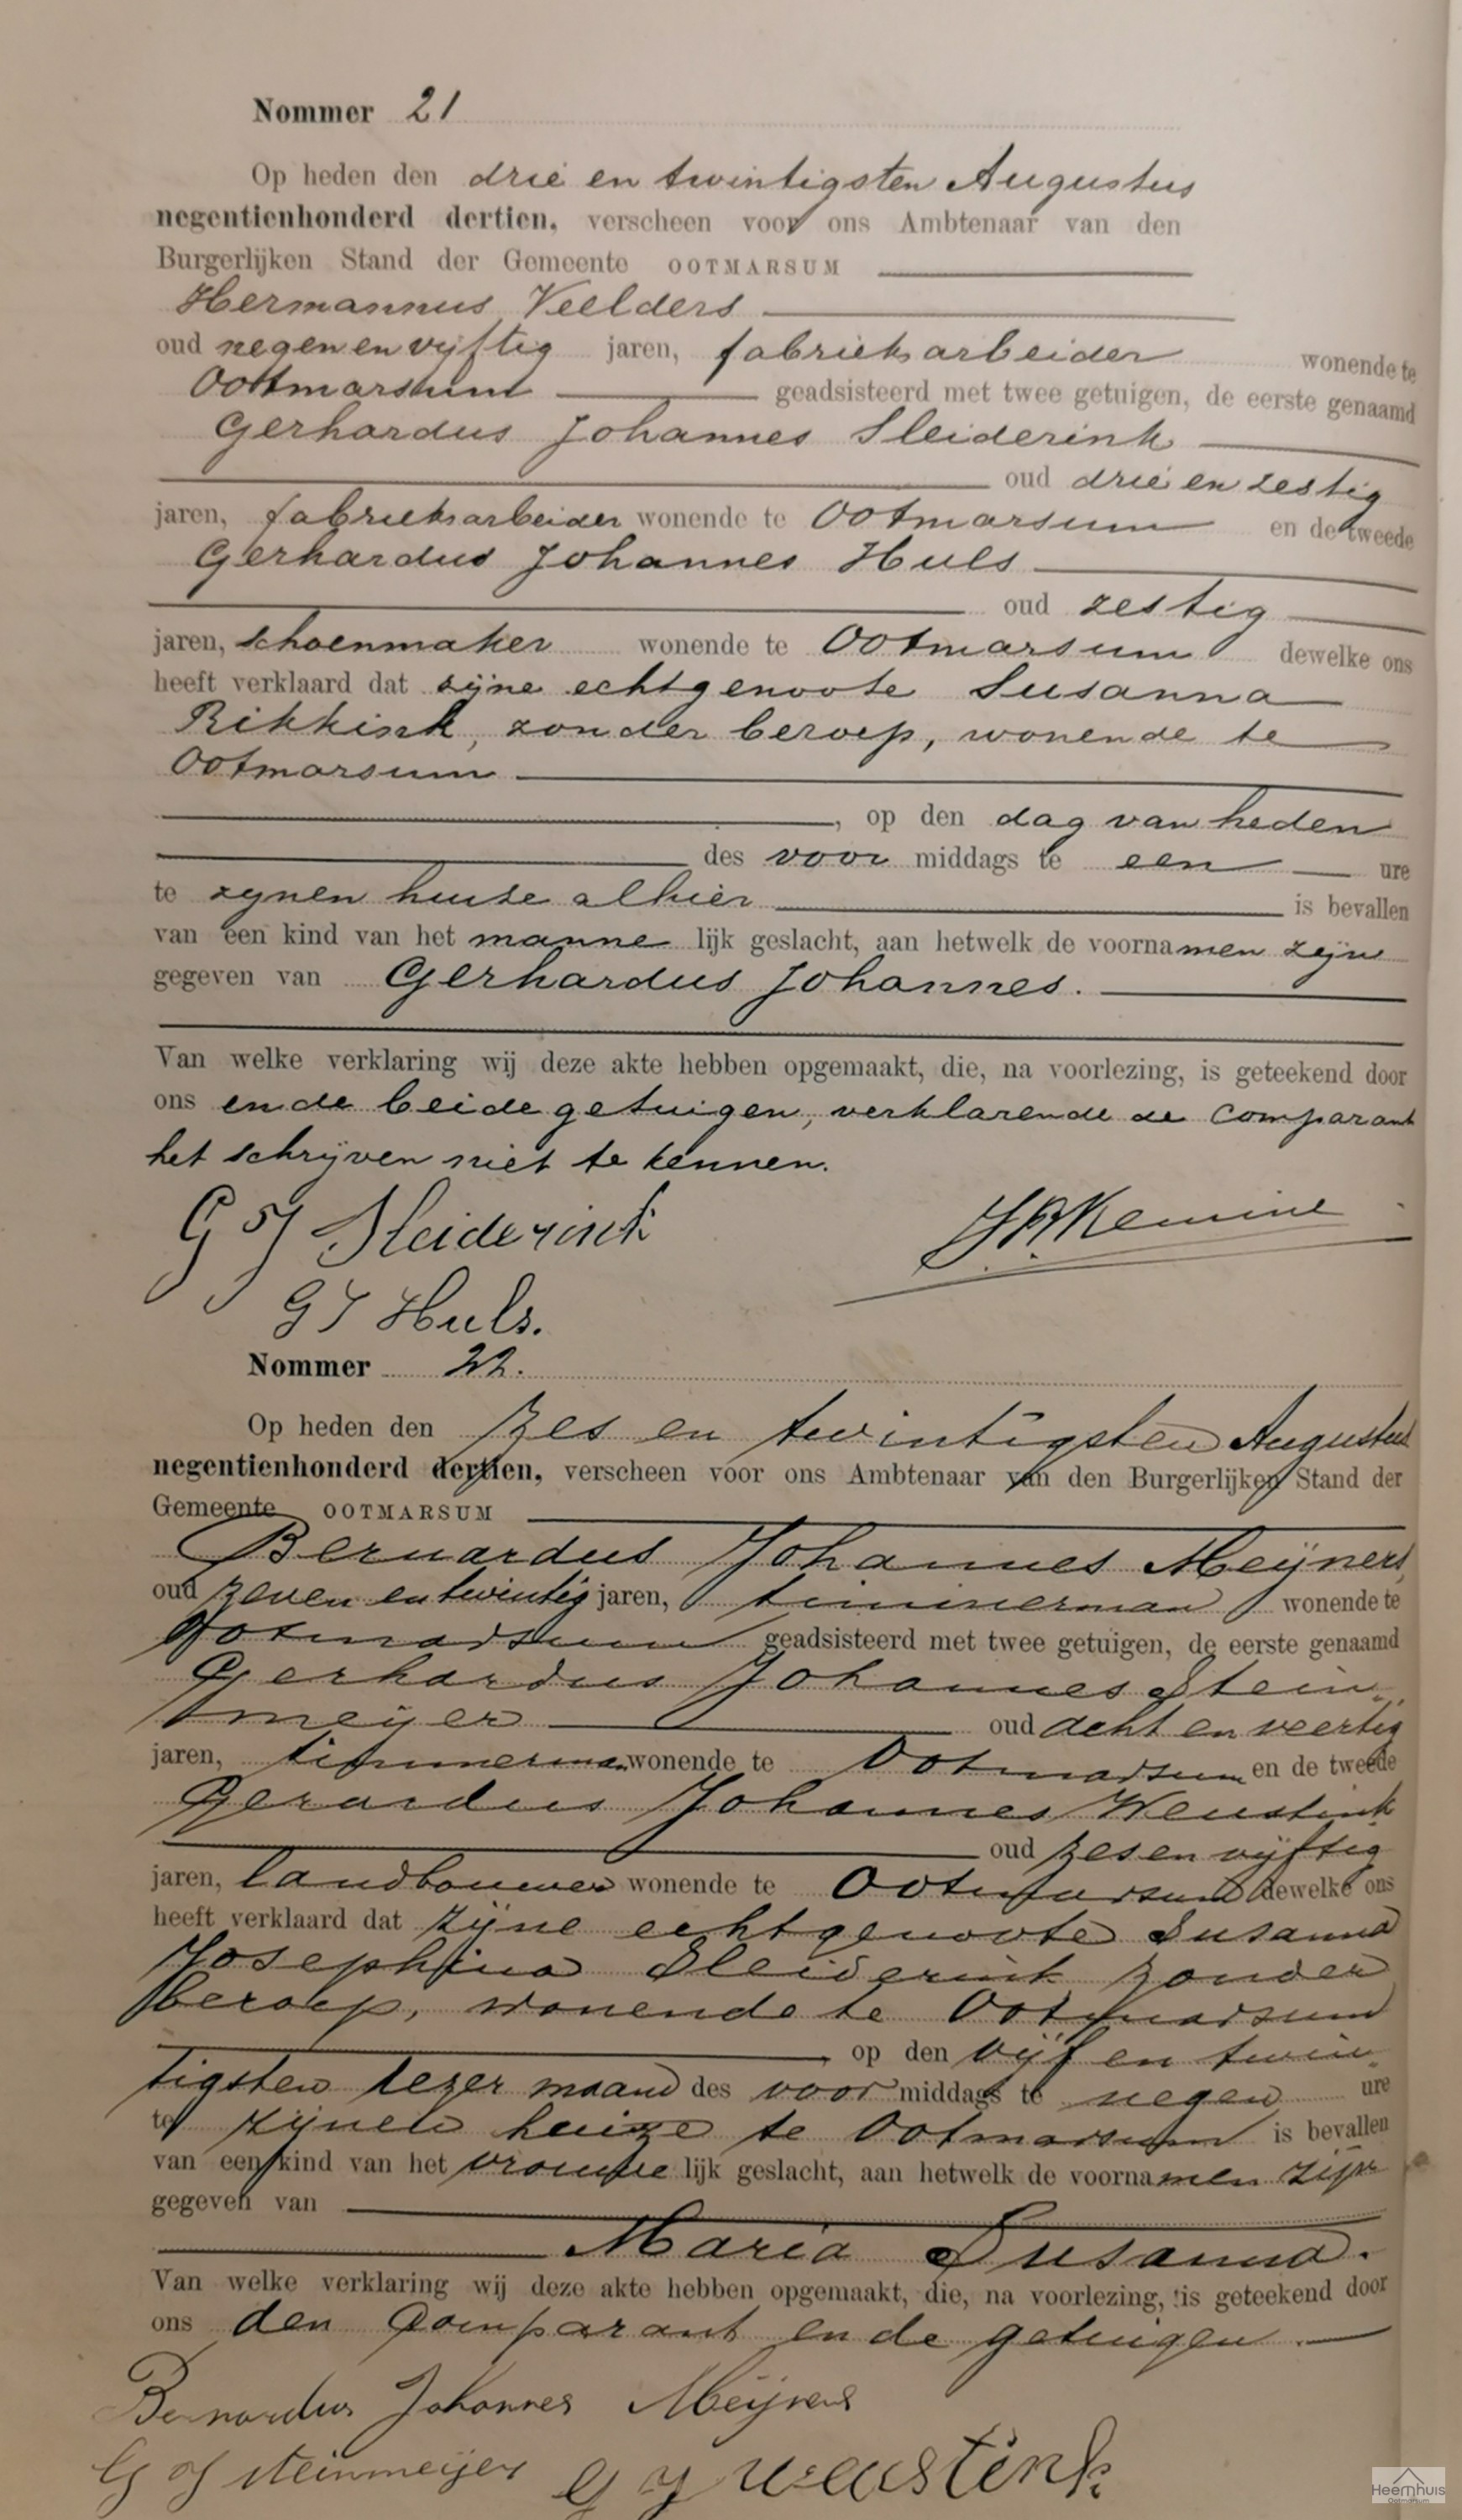 Nommer 21
Op heden den drie en twintigsten Augustus
negentienhonderd dertien, verscheen voor ons Ambtenaar van den
Burgerlijken Stand der Gemeente OOTMARSUM
Hermannus Veelders
oud negen en vijftig jaren, fabrieksarbeider wonende te
Ootmarsum geadsisteerd met twee getuigen, de eerste genaamd
Gerhardus Johannes Sleiderink
oud drie en zestig
jaren, fabrieksarbeider wonende te Ootmarsum en de tweede
Gerhardus Johannes Huls
oud zestig
jaren, schoenmaker wonende te Ootmarsum dewelke ons
heeft verklaard dat zijne echtgenoote Susanna
Rikkink, zonder beroep, wonende te
Ootmarsum
, op den dag van heden
des voor middags te een ure
te zijnen huize alhier is bevallen
van een kind van het manne lijk geslacht, aan hetwelk de voornamen zijn
gegeven van Gerhardus Johannes.
Van welke verklaring wij deze akte hebben opgemaakt, die, na voorlezing, is geteekend door
ons en de beide getuigen, verklarende de comparant
het schrijven niet te kennen.
G J Sleiderink
G J Huls.
Nommer 22.
Op heden den zes en twintigsten Augustus
negentienhonderd dertien, verscheen voor ons Ambtenaar van den Burgerlijken Stand der
Gemeente OOTMARSUM
Bernardus Johannes Meijners
oud zeven en twintig jaren, timmerman wonende te
Ootmarsum geadsisteerd met twee getuigen, de eerste genaamd
Gerhardus Johannes Stein„
meijer oud acht en veertig
jaren, timmerman wonende te Ootmarsum en de tweede
Gerardus Johannes Weustink
oud zes en vijftig
jaren, landbouwer wonende te Ootmarsum dewelke ons
heeft verklaard dat zijne echtgenoote Susanna
Josephina Sleiderink zonder
beroep, wonende te Ootmarsum
, op den vijf en twin„
tigsten dezer maand des voor middags te negen ure
te zijnen huize te Ootmarsum is bevallen
van een kind van het vrouwe lijk geslacht, aan hetwelk de voornamen zijn
gegeven van
Maria Susanna.
Van welke verklaring wij deze akte hebben opgemaakt, die, na voorlezing, is geteekend door
ons den Comparant en de getuigen.
Bernardus Johannes Meijners
G J Steinmeijer G J Weustink
Heemhuis
Ootmarsum